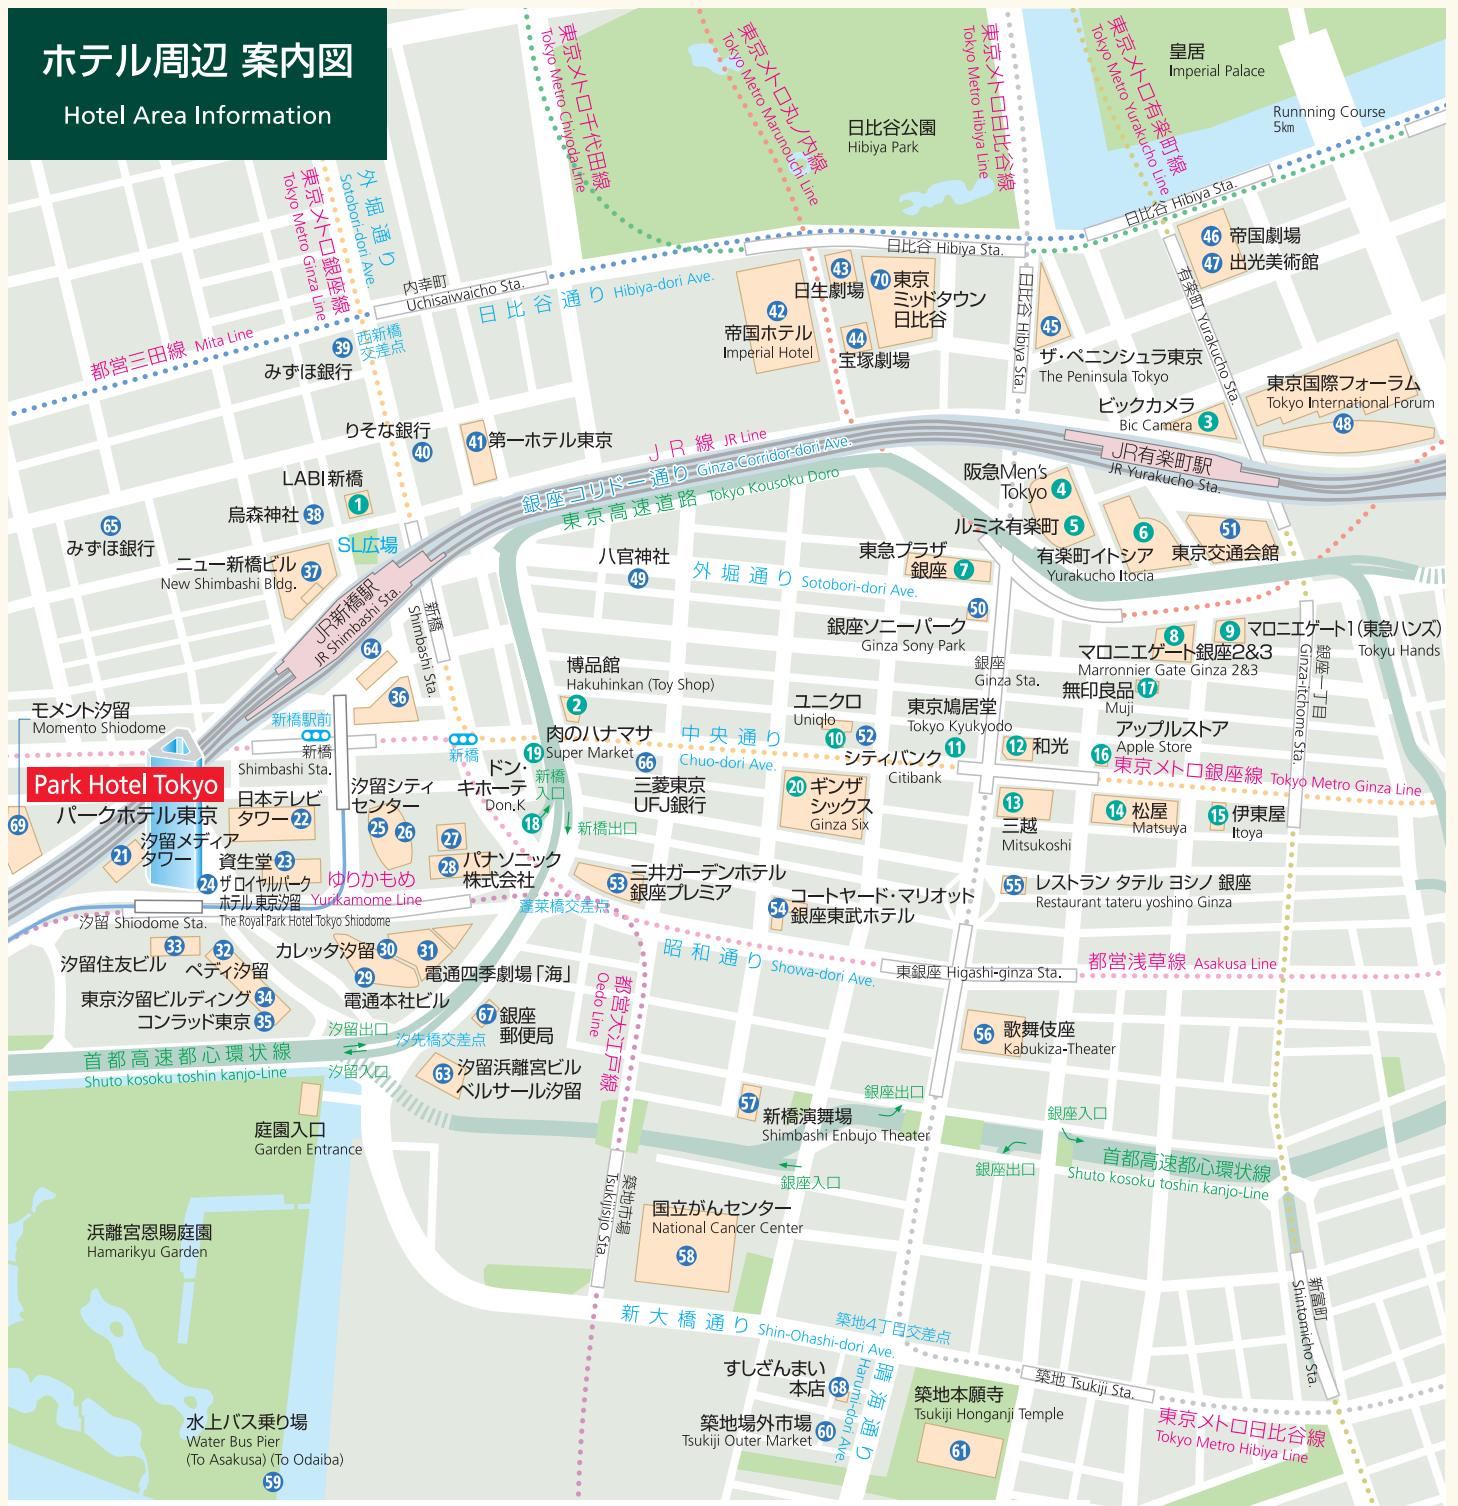 ホテル周辺 案内図
Hotel Area Information
東京メトロ千代田線
Tokyo Metro Chiyoda Line
東京メトロ丸ノ内線
Tokyo Metro Marunouchi Line
東京メトロ日比谷線
Tokyo Metro Hibiya Line
東京メトロ有楽町線
Tokyo Metro Yurakucho Line
皇居
Imperial Palace
Runnning Course
5km
日比谷公園
Hibiya Park
外堀通り
Sotobori-dori Ave.
東京メトロ銀座線
Tokyo Metro Ginza Line
日比谷 Hibiya Sta.
日比谷 Hibiya Sta.
46 帝国劇場
47 出光美術館
内幸町
Uchisaiwaicho Sta.
日比谷通り Hibiya-dori Ave.
43
日生劇場
70 東京
ミッドタウン
日比谷
42
帝国ホテル
Imperial Hotel
44
宝塚劇場
日比谷 Hibiya Sta.
45
ザ・ペニンシュラ東京
The Peninsula Tokyo
有楽町 Yurakucho Sta.
都営三田線 Mita Line
39
みずほ銀行
西新橋
交差点
東京国際フォーラム
Tokyo International Forum
48
ビックカメラ
Bic Camera 3
りそな銀行
40
41 第一ホテル東京
JR線 JR Line
銀座コリドー通り Ginza Corridor-dori Ave.
東京高速道路 Tokyo Kousoku Doro
JR有楽町駅
JR Yurakucho Sta.
LABI新橋
1
烏森神社 38
65
みずほ銀行
SL広場
ニュー新橋ビル
New Shimbashi Bldg.
37
阪急Men's
Tokyo 4
ルミネ有楽町 5
6
有楽町イトシア
Yurakucho Itocia
51
東京交通会館
八官神社
49
外堀通り Sotobori-dori Ave.
東急プラザ
銀座 7
50
銀座ソニーパーク
Ginza Sony Park
JR新橋駅
JR Shimbashi Sta.
新橋
Shimbashi Sta.
64
36
8
マロニエゲート銀座2&3
Marronnier Gate Ginza 2&3
9 マロニエゲート1(東急ハンズ)
Tokyu Hands
銀座一丁目
Ginza-itchome Sta.
銀座
Ginza Sta.
博品館
Hakuhinkan (Toy Shop)
2
無印良品
Muji
17
モメント汐留
Momento Shiodome
Park Hotel Tokyo
パークホテル東京
新橋駅前
新橋
Shimbashi Sta.
新橋
19
肉のハナマサ
Super Market
中央通り
Chuo-dori Ave.
ユニクロ
Uniqlo
10
52
シティバンク
Citibank
東京鳩居堂
Tokyo Kyukyodo
11
12 和光
アップルストア
Apple Store
16
東京メトロ銀座線 Tokyo Metro Ginza Line
ドン・
キホーテ
Don.K
18
新橋
入口
新橋出口
66
三菱東京
UFJ銀行
20 ギンザ
シックス
Ginza Six
13
三越
Mitsukoshi
14 松屋
Matsuya
15 伊東屋
Itoya
69
日本テレビ
タワー 22
汐留シティ
センター
25 26
27
28 パナソニック
株式会社
21 汐留メディア
タワー
資生堂 23
24 ザ ロイヤルパーク
ホテル 東京汐留
The Royal Park Hotel Tokyo Shiodome
ゆりかもめ
Yurikamome Line
汐留 Shiodome Sta.
53 三井ガーデンホテル
銀座プレミア
蓬莱橋交差点
54 コートヤード・マリオット
銀座東武ホテル
55 レストラン タテル ヨシノ 銀座
Restaurant tateru yoshino Ginza
33
汐留住友ビル
32
ペディ汐留
カレッタ汐留 30
31
29
電通四季劇場「海」
電通本社ビル
東京汐留ビルディング 34
コンラッド東京 35
昭和通り Showa-dori Ave.
東銀座 Higashi-ginza Sta.
都営浅草線 Asakusa Line
都営大江戸線
Oedo Line
67 銀座
郵便局
汐留出口
汐留入口
汐先橋交差点
首都高速都心環状線
Shuto kosoku toshin kanjo-Line
63 汐留浜離宮ビル
ベルサール汐留
56 歌舞伎座
Kabukiza-Theater
57
新橋演舞場
Shimbashi Enbujo Theater
銀座出口
銀座入口
銀座出口
銀座入口
首都高速都心環状線
Shuto kosoku toshin kanjo-Line
庭園入口
Garden Entrance
浜離宮恩賜庭園
Hamarikyu Garden
築地市場
Tsukijisijo Sta.
国立がんセンター
National Cancer Center
58
新大橋通り Shin-Ohashi-dori Ave.
築地4丁目交差点
新富町
Shintomicho Sta.
すしざんまい
本店 68
晴海通り
Harumi-dori Ave.
築地 Tsukiji Sta.
築地場外市場
Tsukiji Outer Market
60
築地本願寺
Tsukiji Honganji Temple
61
東京メトロ日比谷線
Tokyo Metro Hibiya Line
水上バス乗り場
Water Bus Pier
(To Asakusa) (To Odaiba)
59